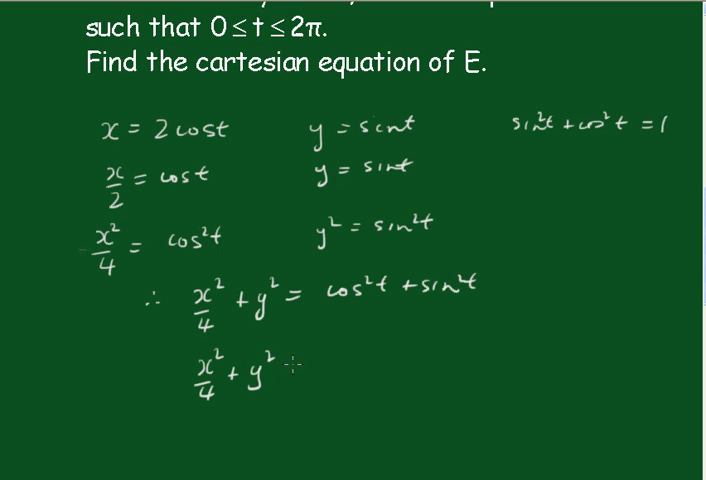 such that 0 ≤ t ≤ 2π.
Find the cartesian equation of E.
x = 2cost y = sint sin²t + cos²t = 1
x/2 = cost y = sint
x²/4 = cos²t y² = sin²t
∴ x²/4 + y² = cos²t + sin²t
x²/4 + y²